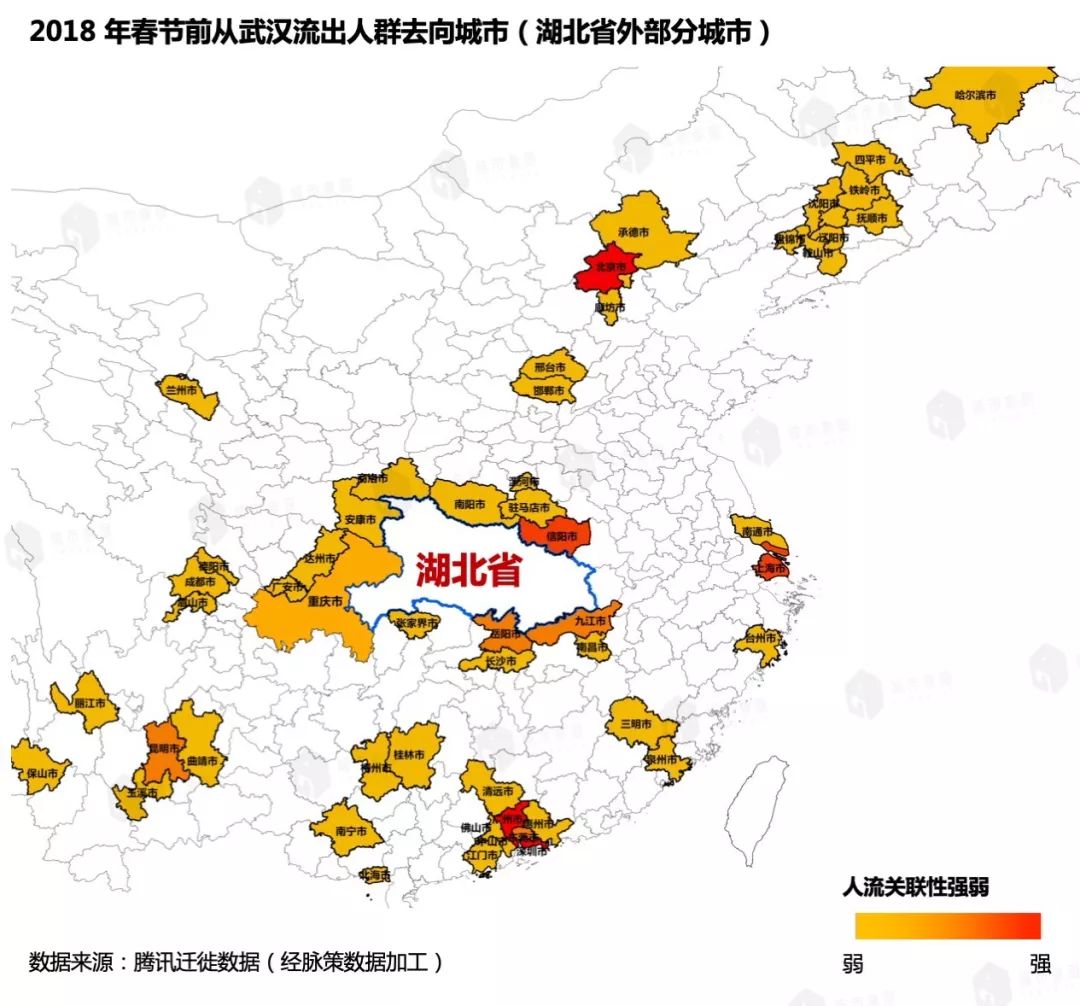 2018 年春节前从武汉流出人群去向城市（湖北省外部分城市）
哈尔滨市
四平市
铁岭市
沈阳市
抚顺市
盘锦市
辽阳市
鞍山市
承德市
北京市
廊坊市
邢台市
邯郸市
兰州市
商洛市
漯河市
南阳市
驻马店市
安康市
信阳市
南通市
上海市
达州市
湖北省
德阳市
成都市
广安市
重庆市
眉山市
张家界市
九江市
岳阳市
南昌市
长沙市
台州市
丽江市
昆明市
曲靖市
保山市
玉溪市
三明市
泉州市
桂林市
清远市
南宁市
惠州市
佛山市
中山市
江门市
深圳市
北海市
人流关联性强弱
弱
强
数据来源：腾讯迁徙数据（经脉策数据加工）